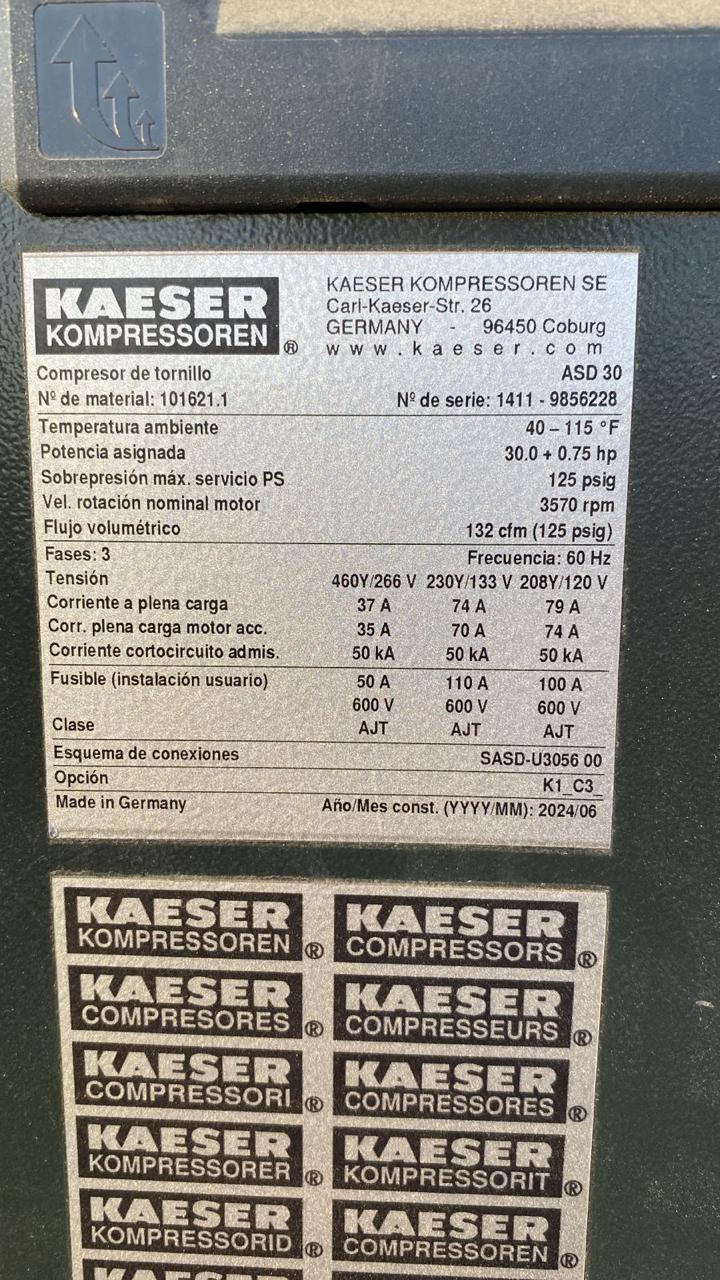 KAESER
KOMPRESSOREN ®
KAESER KOMPRESSOREN SE
Carl-Kaeser-Str. 26
GERMANY - 96450 Coburg
www.kaeser.com
Compresor de tornillo ASD 30
Nº de material: 101621.1 Nº de serie: 1411 - 9856228
Temperatura ambiente 40 – 115 °F
Potencia asignada 30.0 + 0.75 hp
Sobrepresión máx. servicio PS 125 psig
Vel. rotación nominal motor 3570 rpm
Flujo volumétrico 132 cfm (125 psig)
Fases: 3 Frecuencia: 60 Hz
Tensión 460Y/266 V 230Y/133 V 208Y/120 V
Corriente a plena carga 37 A 74 A 79 A
Corr. plena carga motor acc. 35 A 70 A 74 A
Corriente cortocircuito admis. 50 kA 50 kA 50 kA
Fusible (instalación usuario) 50 A 110 A 100 A
600 V 600 V 600 V
Clase AJT AJT AJT
Esquema de conexiones SASD-U3056 00
Opción K1_C3_
Made in Germany Año/Mes const. (YYYY/MM): 2024/06
KAESER KAESER
KOMPRESSOREN ® COMPRESSORS ®
KAESER KAESER
COMPRESORES ® COMPRESSEURS ®
KAESER KAESER
COMPRESSORI ® COMPRESSORES ®
KAESER KAESER
KOMPRESSORER ® KOMPRESSORIT ®
KAESER KAESER
KOMPRESSORID ® COMPRESSOREN ®
KAESER